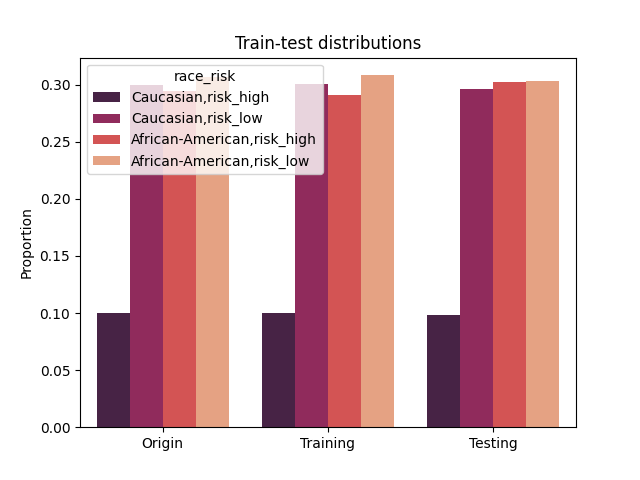 Train-test distributions
race_risk
Caucasian,risk_high
Caucasian,risk_low
African-American,risk_high
African-American,risk_low
Proportion
0.30
0.25
0.20
0.15
0.10
0.05
0.00
Origin
Training
Testing